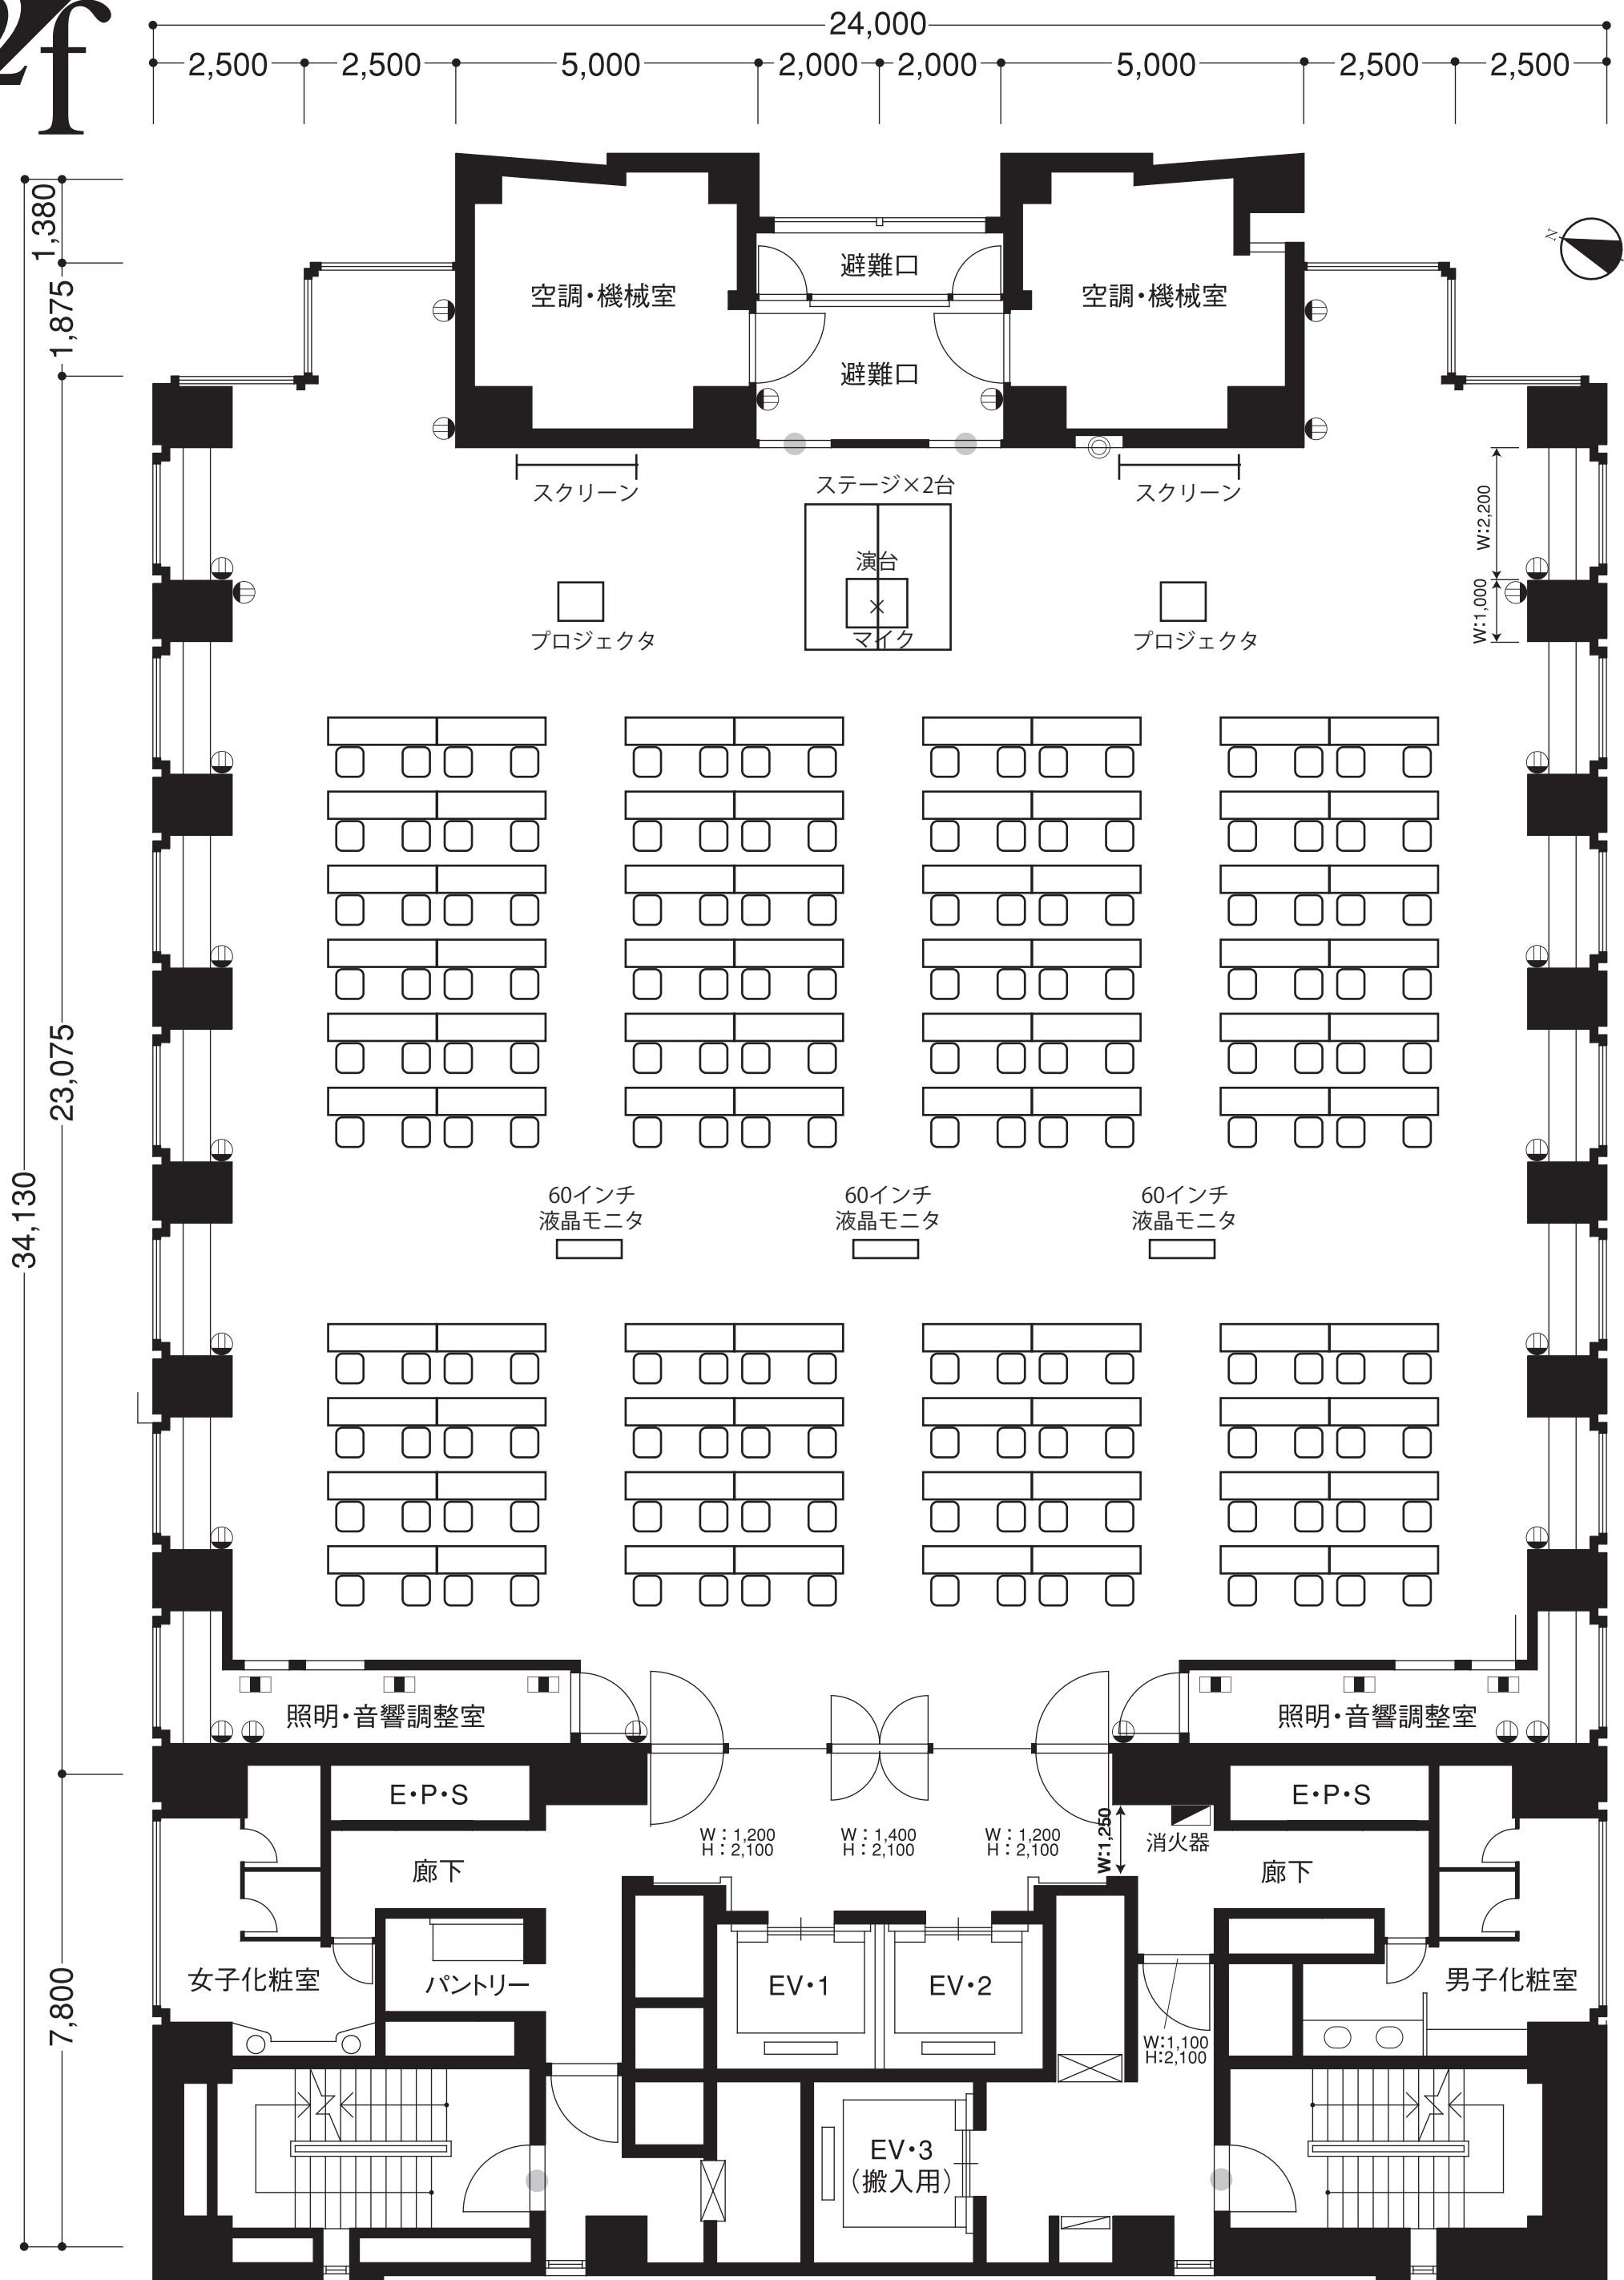 2f
24,000
2,500 2,500 5,000 2,000 2,000 5,000 2,500 2,500
1,380
1,875
23,075
34,130
7,800
N
避難口
空調・機械室
空調・機械室
避難口
スクリーン
ステージ×2台
スクリーン
W:2,200
演台
W:1,000
プロジェクタ
マイク
プロジェクタ
60インチ
液晶モニタ
60インチ
液晶モニタ
60インチ
液晶モニタ
照明・音響調整室
照明・音響調整室
E・P・S
E・P・S
W：1,200
H：2,100
W：1,400
H：2,100
W：1,200
H：2,100
W:1,250
消火器
廊下
廊下
女子化粧室
パントリー
EV・1
EV・2
男子化粧室
W:1,100
H:2,100
EV・3
（搬入用）